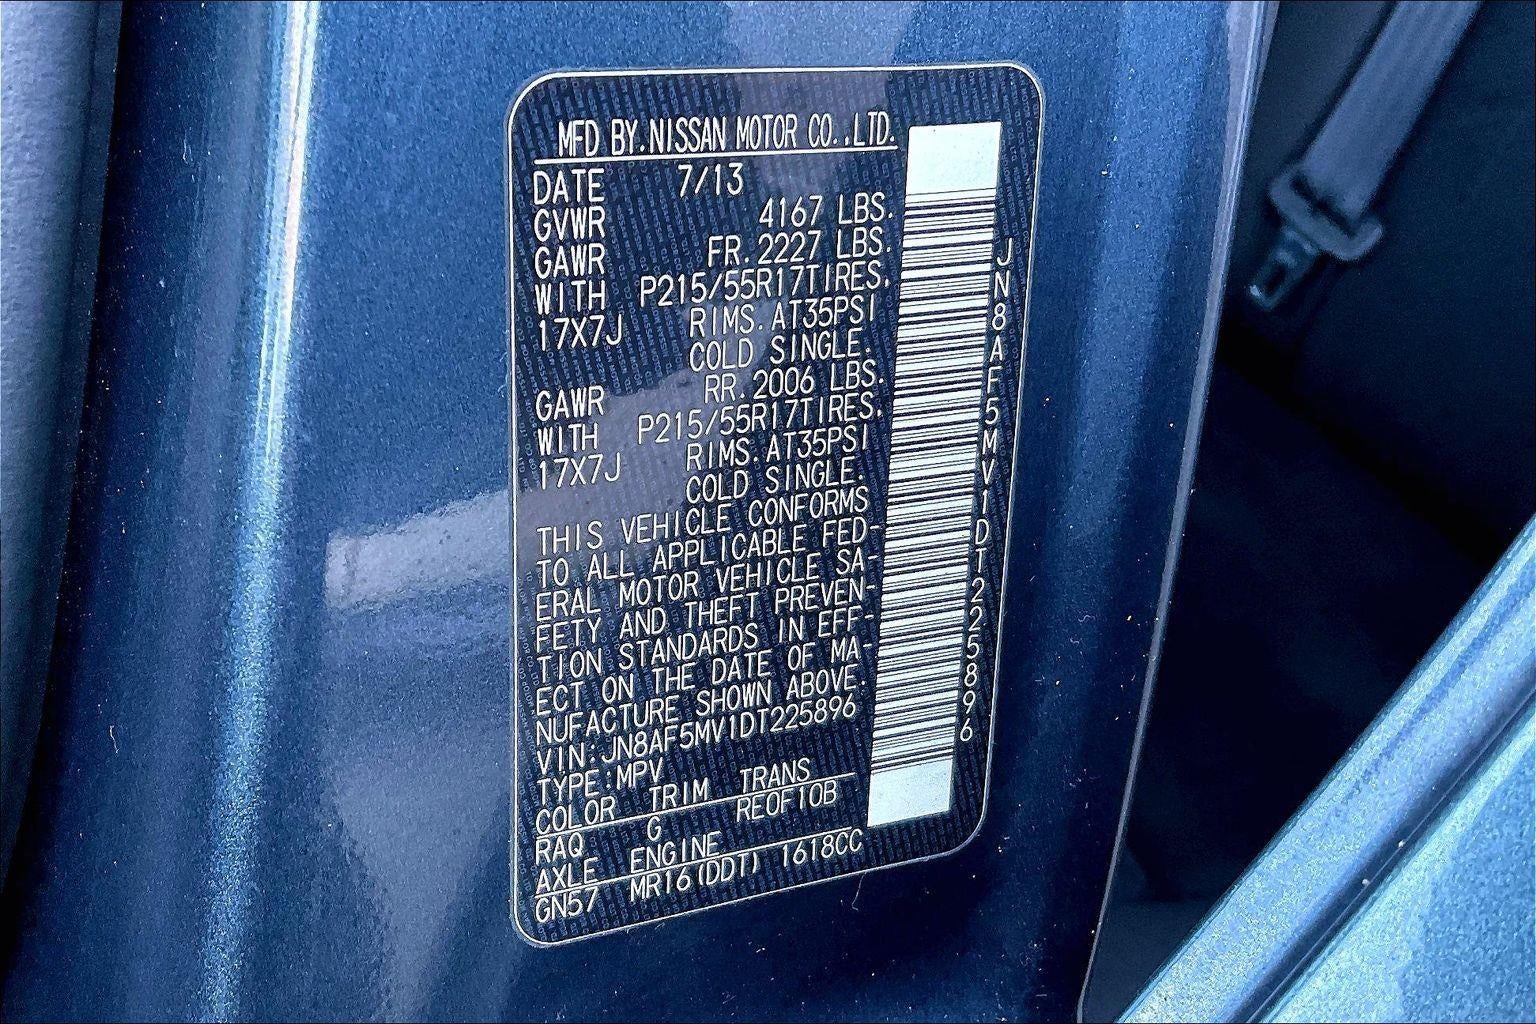 MFD BY.NISSAN MOTOR CO.,LTD.
DATE 7/13
GVWR 4167 LBS.
GAWR FR. 2227 LBS.
WITH P215/55R17TIRES.
17X7J RIMS. AT35PSI
COLD SINGLE.
GAWR RR. 2006 LBS.
WITH P215/55R17TIRES.
17X7J RIMS. AT35PSI
COLD SINGLE.
THIS VEHICLE CONFORMS
TO ALL APPLICABLE FED-
ERAL MOTOR VEHICLE SA-
FETY AND THEFT PREVEN-
TION STANDARDS IN EFF-
ECT ON THE DATE OF MA-
NUFACTURE SHOWN ABOVE.
VIN:JN8AF5MV1DT225896
TYPE:MPV
COLOR TRIM TRANS
RAQ G REOF10B
AXLE ENGINE
GN57 MR16(DDT) 1618CC
JN8AF5MV1DT225896